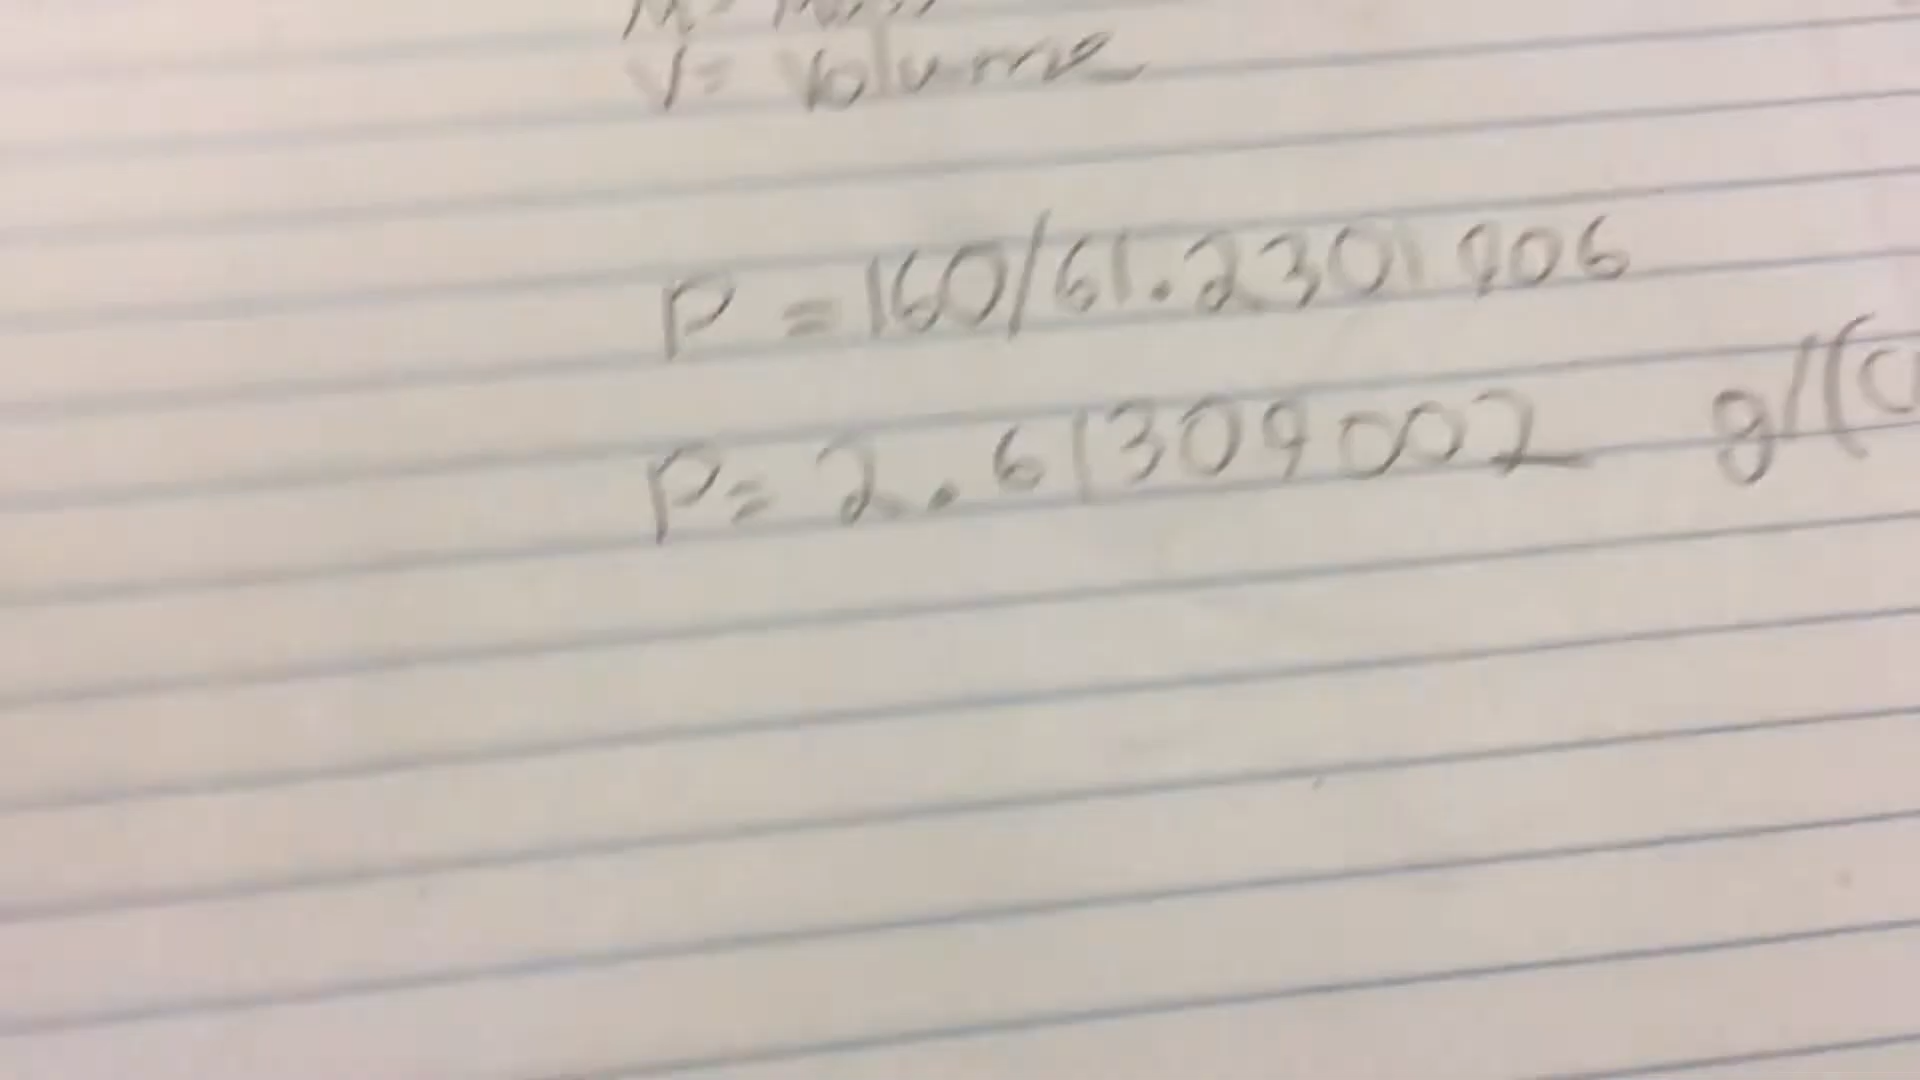 V= Volume
P = 160/61.2301806
P= 2.61309002 g/(c